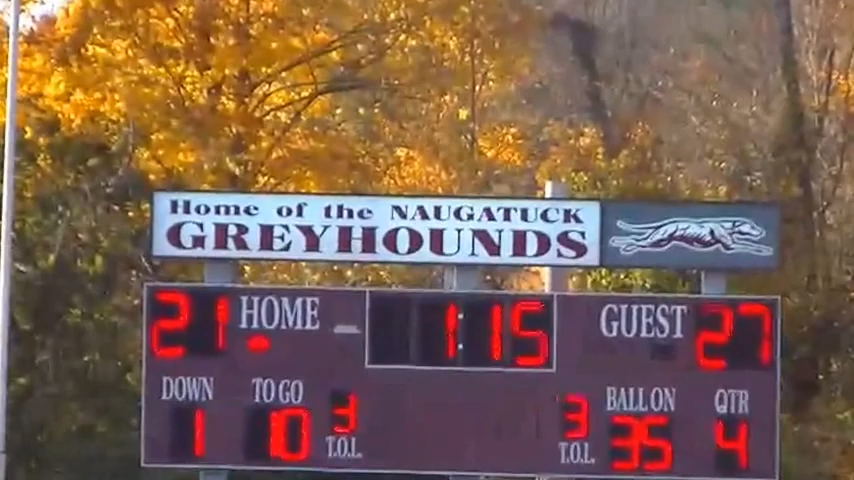 Home of the NAUGATUCK
GREYHOUNDS
21 HOME 1:15 GUEST 27
DOWN TO GO BALL ON QTR
1 10 3 3 35 4
T.O.L. T.O.L.